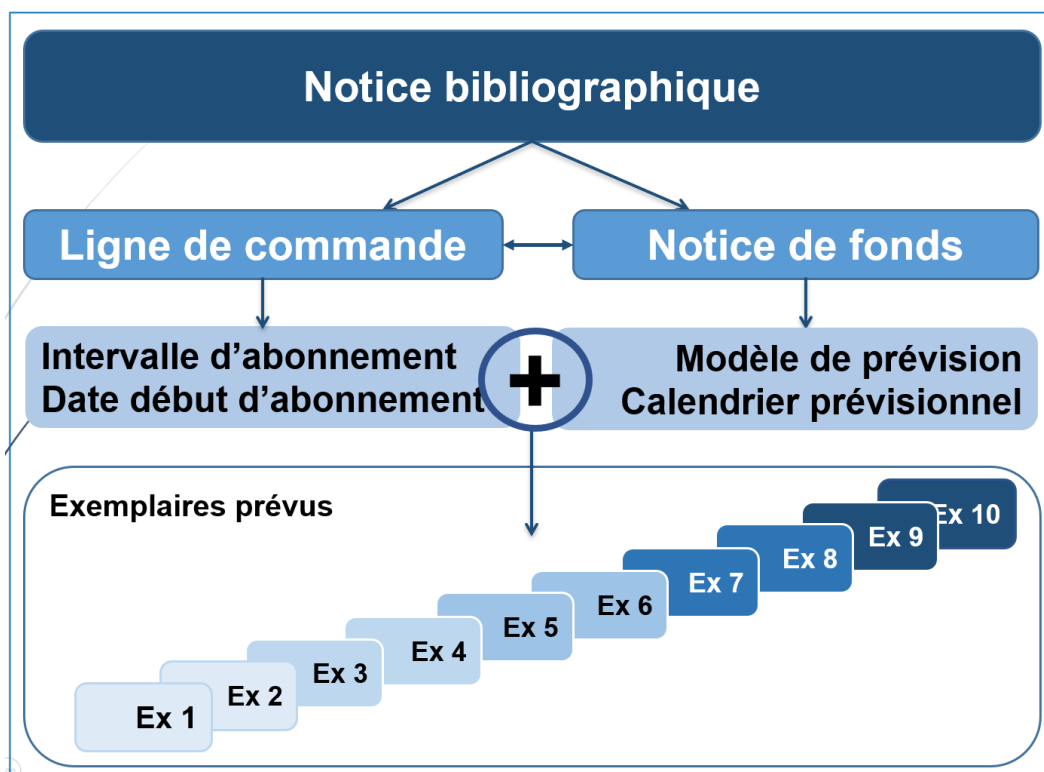 Notice bibliographique
Ligne de commande
Notice de fonds
Intervalle d’abonnement
Date début d’abonnement
+
Modèle de prévision
Calendrier prévisionnel
Exemplaires prévus
Ex 1
Ex 2
Ex 3
Ex 4
Ex 5
Ex 6
Ex 7
Ex 8
Ex 9
Ex 10